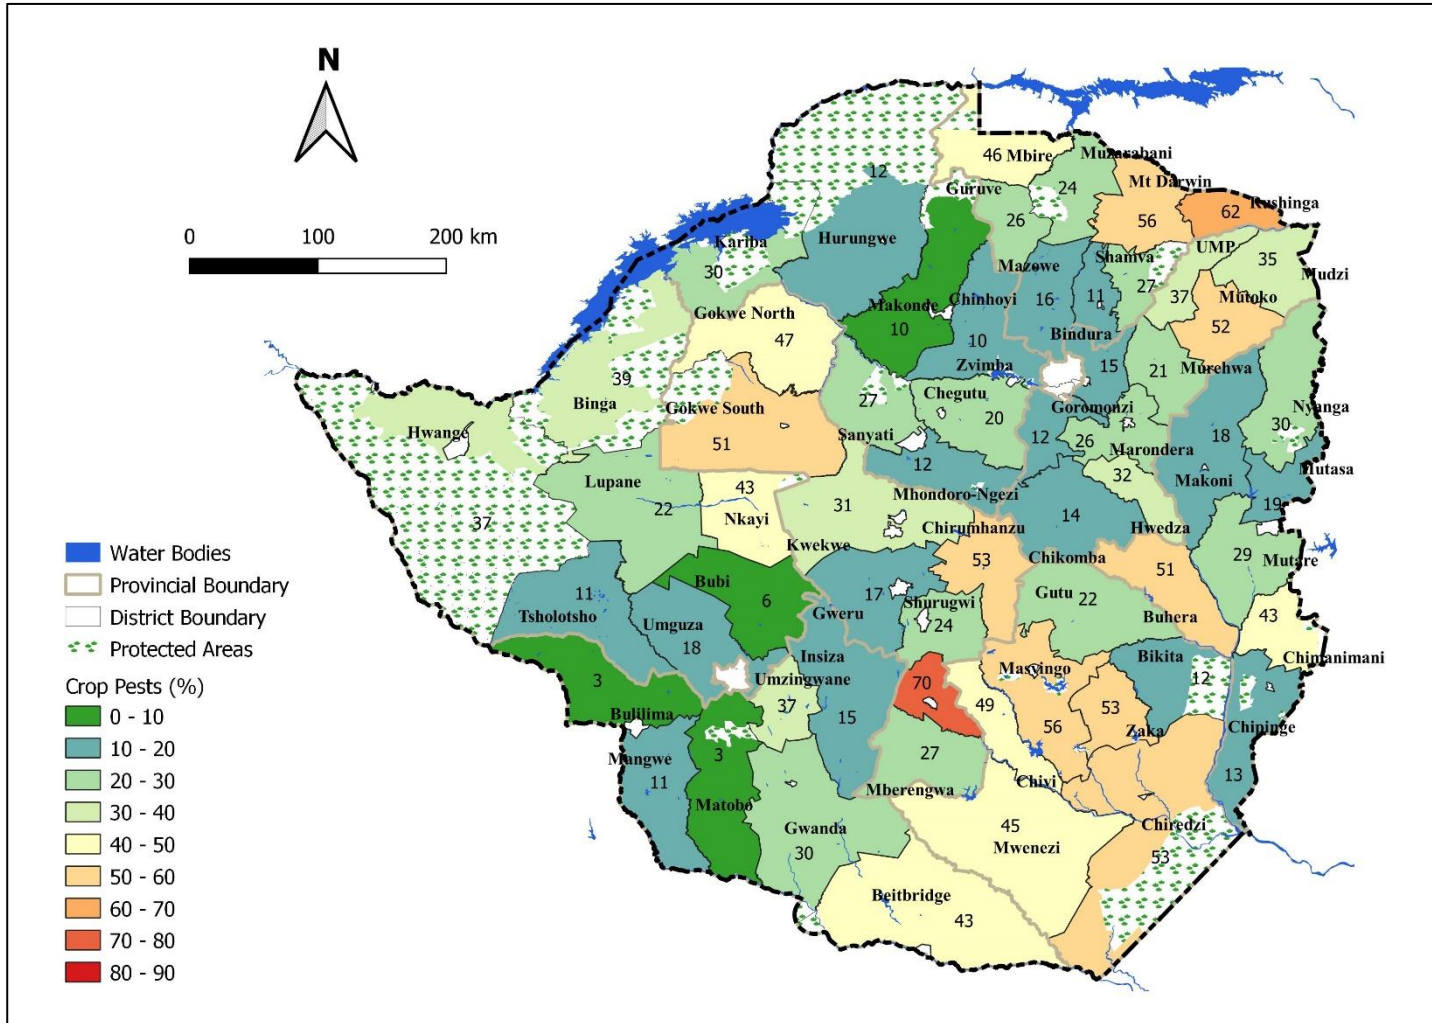 N
0 100 200 km
46 Mbire
Muzarabani
12
24
Mt Darwin
Guruve
26
56
62
Rushinga
Kariba
Hurungwe
UMP
30
Mazowe
Shamva
35
Mudzi
Makonde
Chinhoyi
16
11
27
37
Mutoko
Gokwe North
10
52
47
10
Bindura
Zvimba
15
21
Murehwa
39
Binga
27
Chegutu
Nyanga
Gokwe South
20
Goromonzi
30
Hwange
51
Sanyati
12
26
Marondera
18
12
32
Makoni
Mutasa
Lupane
43
31
Mhondoro-Ngezi
22
Nkayi
14
Hwedza
19
37
Chirumhanzu
Kwekwe
53
Chikomba
29
Mutare
51
Bubi
11
6
17
Shurugwi
Gutu
22
Tsholotsho
Umguza
Gweru
24
Buhera
43
18
Insiza
Bikita
Chimanimani
3
Umzingwane
70
Masvingo
12
37
49
53
Bulilima
15
56
Zaka
Chipinge
Mangwe
3
27
11
Chivi
13
Matobo
Mberengwa
Gwanda
45
Chiredzi
30
Mwenezi
53
Beitbridge
43
Water Bodies
Provincial Boundary
District Boundary
Protected Areas
Crop Pests (%)
0 - 10
10 - 20
20 - 30
30 - 40
40 - 50
50 - 60
60 - 70
70 - 80
80 - 90